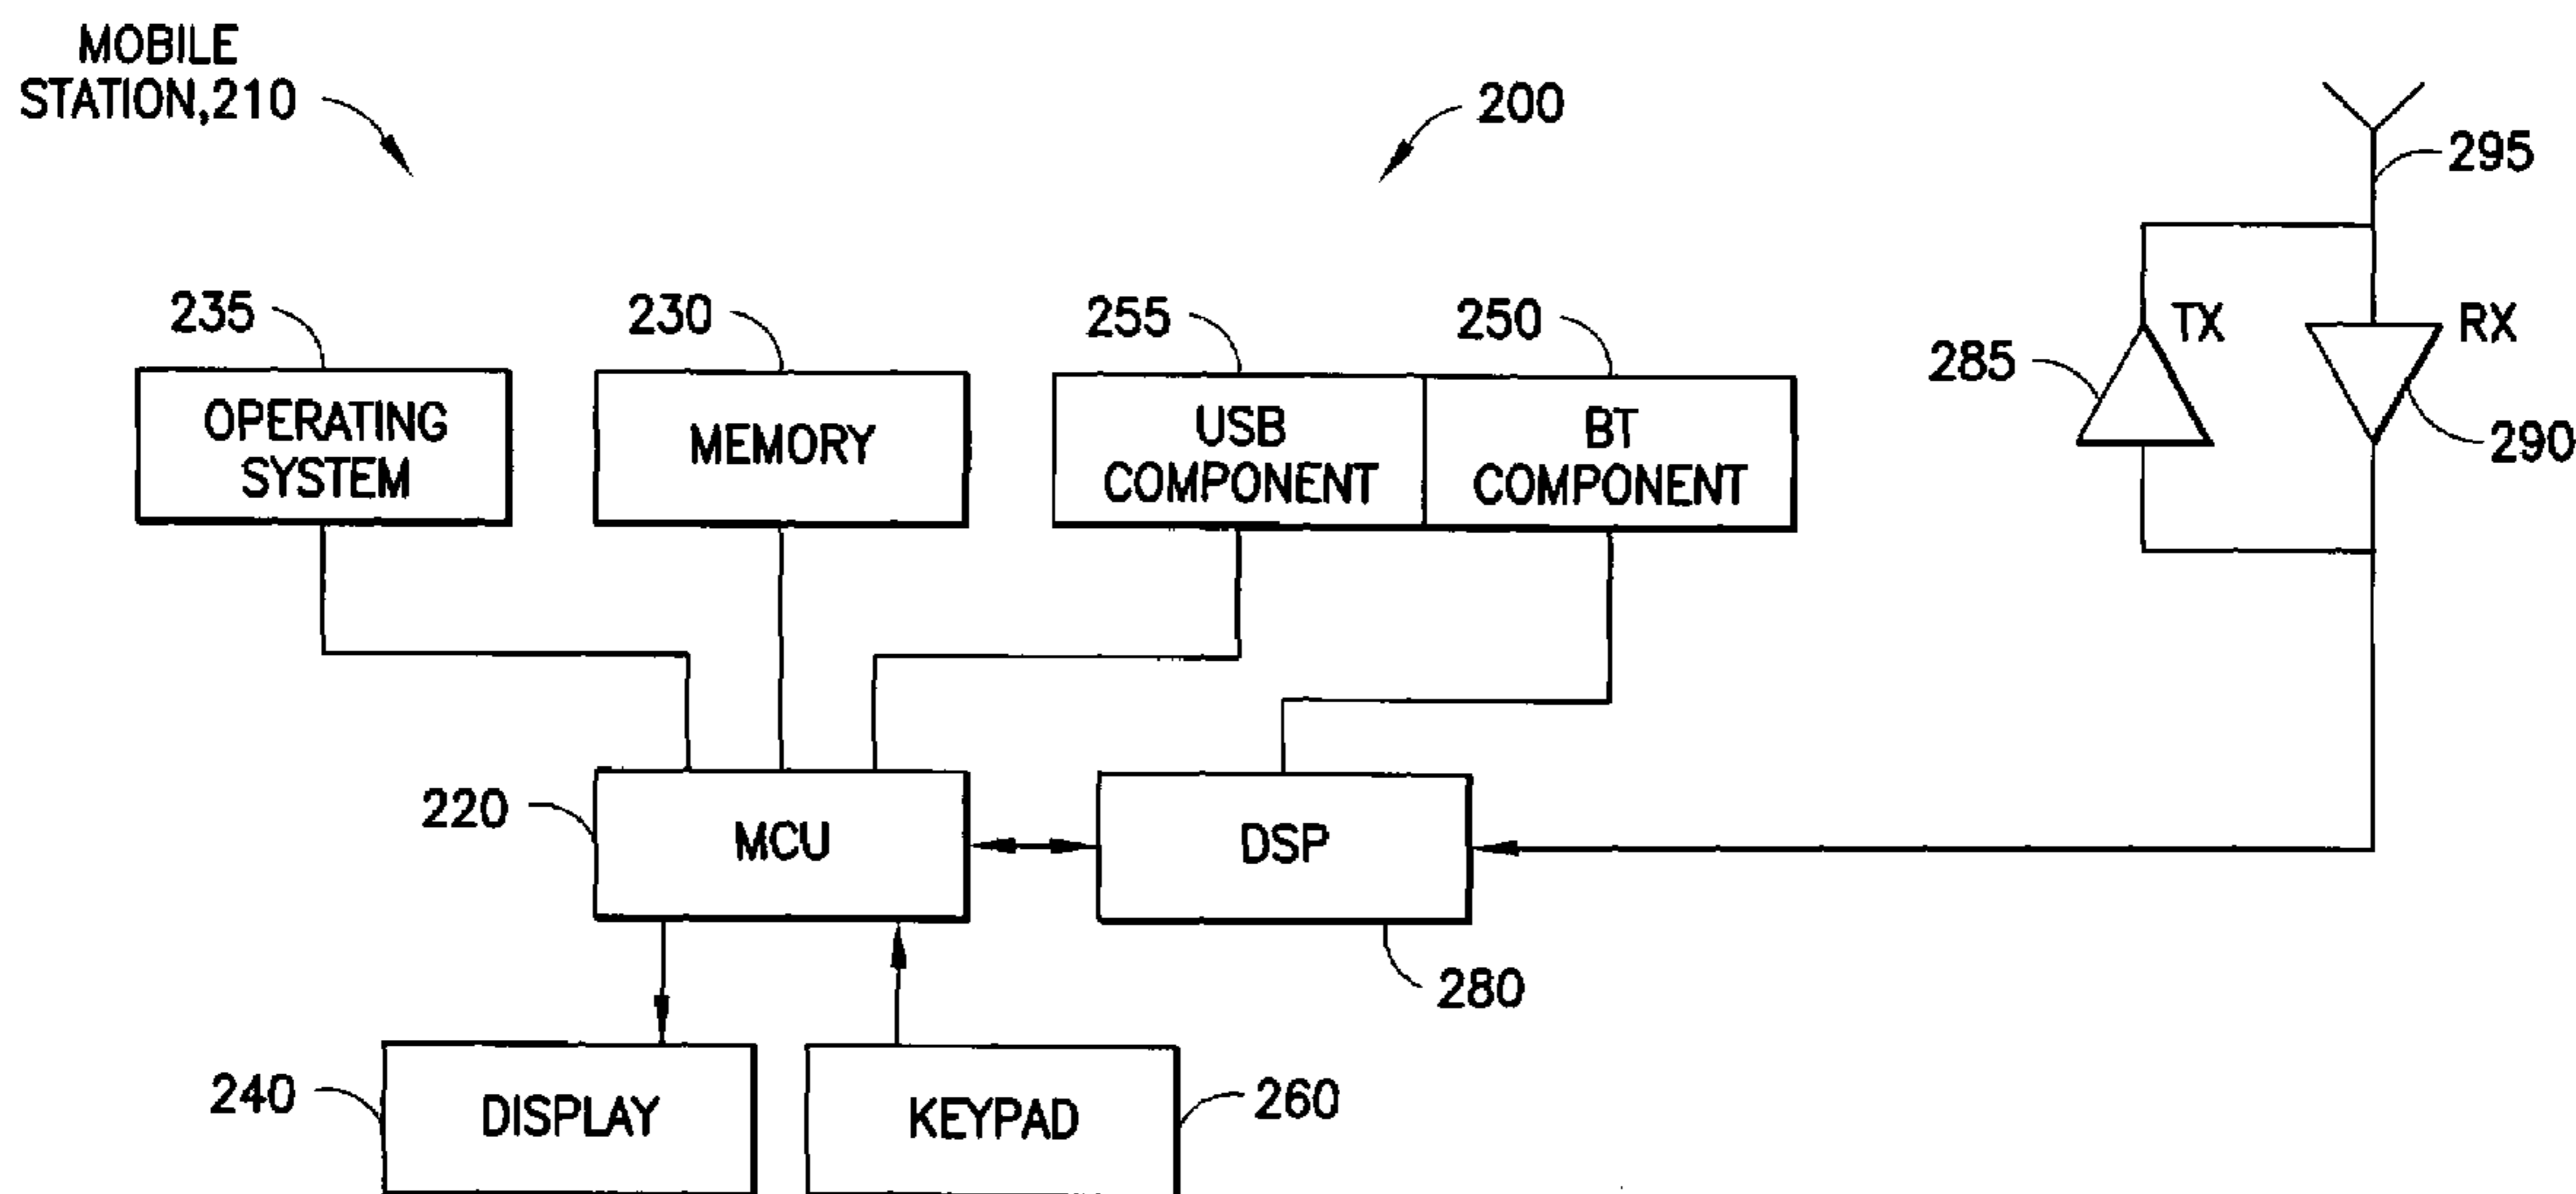 MOBILE
STATION,210
200
295
235
230
255
250
TX
RX
285
290
OPERATING
SYSTEM
MEMORY
USB
COMPONENT
BT
COMPONENT
220
MCU
DSP
280
240
DISPLAY
KEYPAD
260